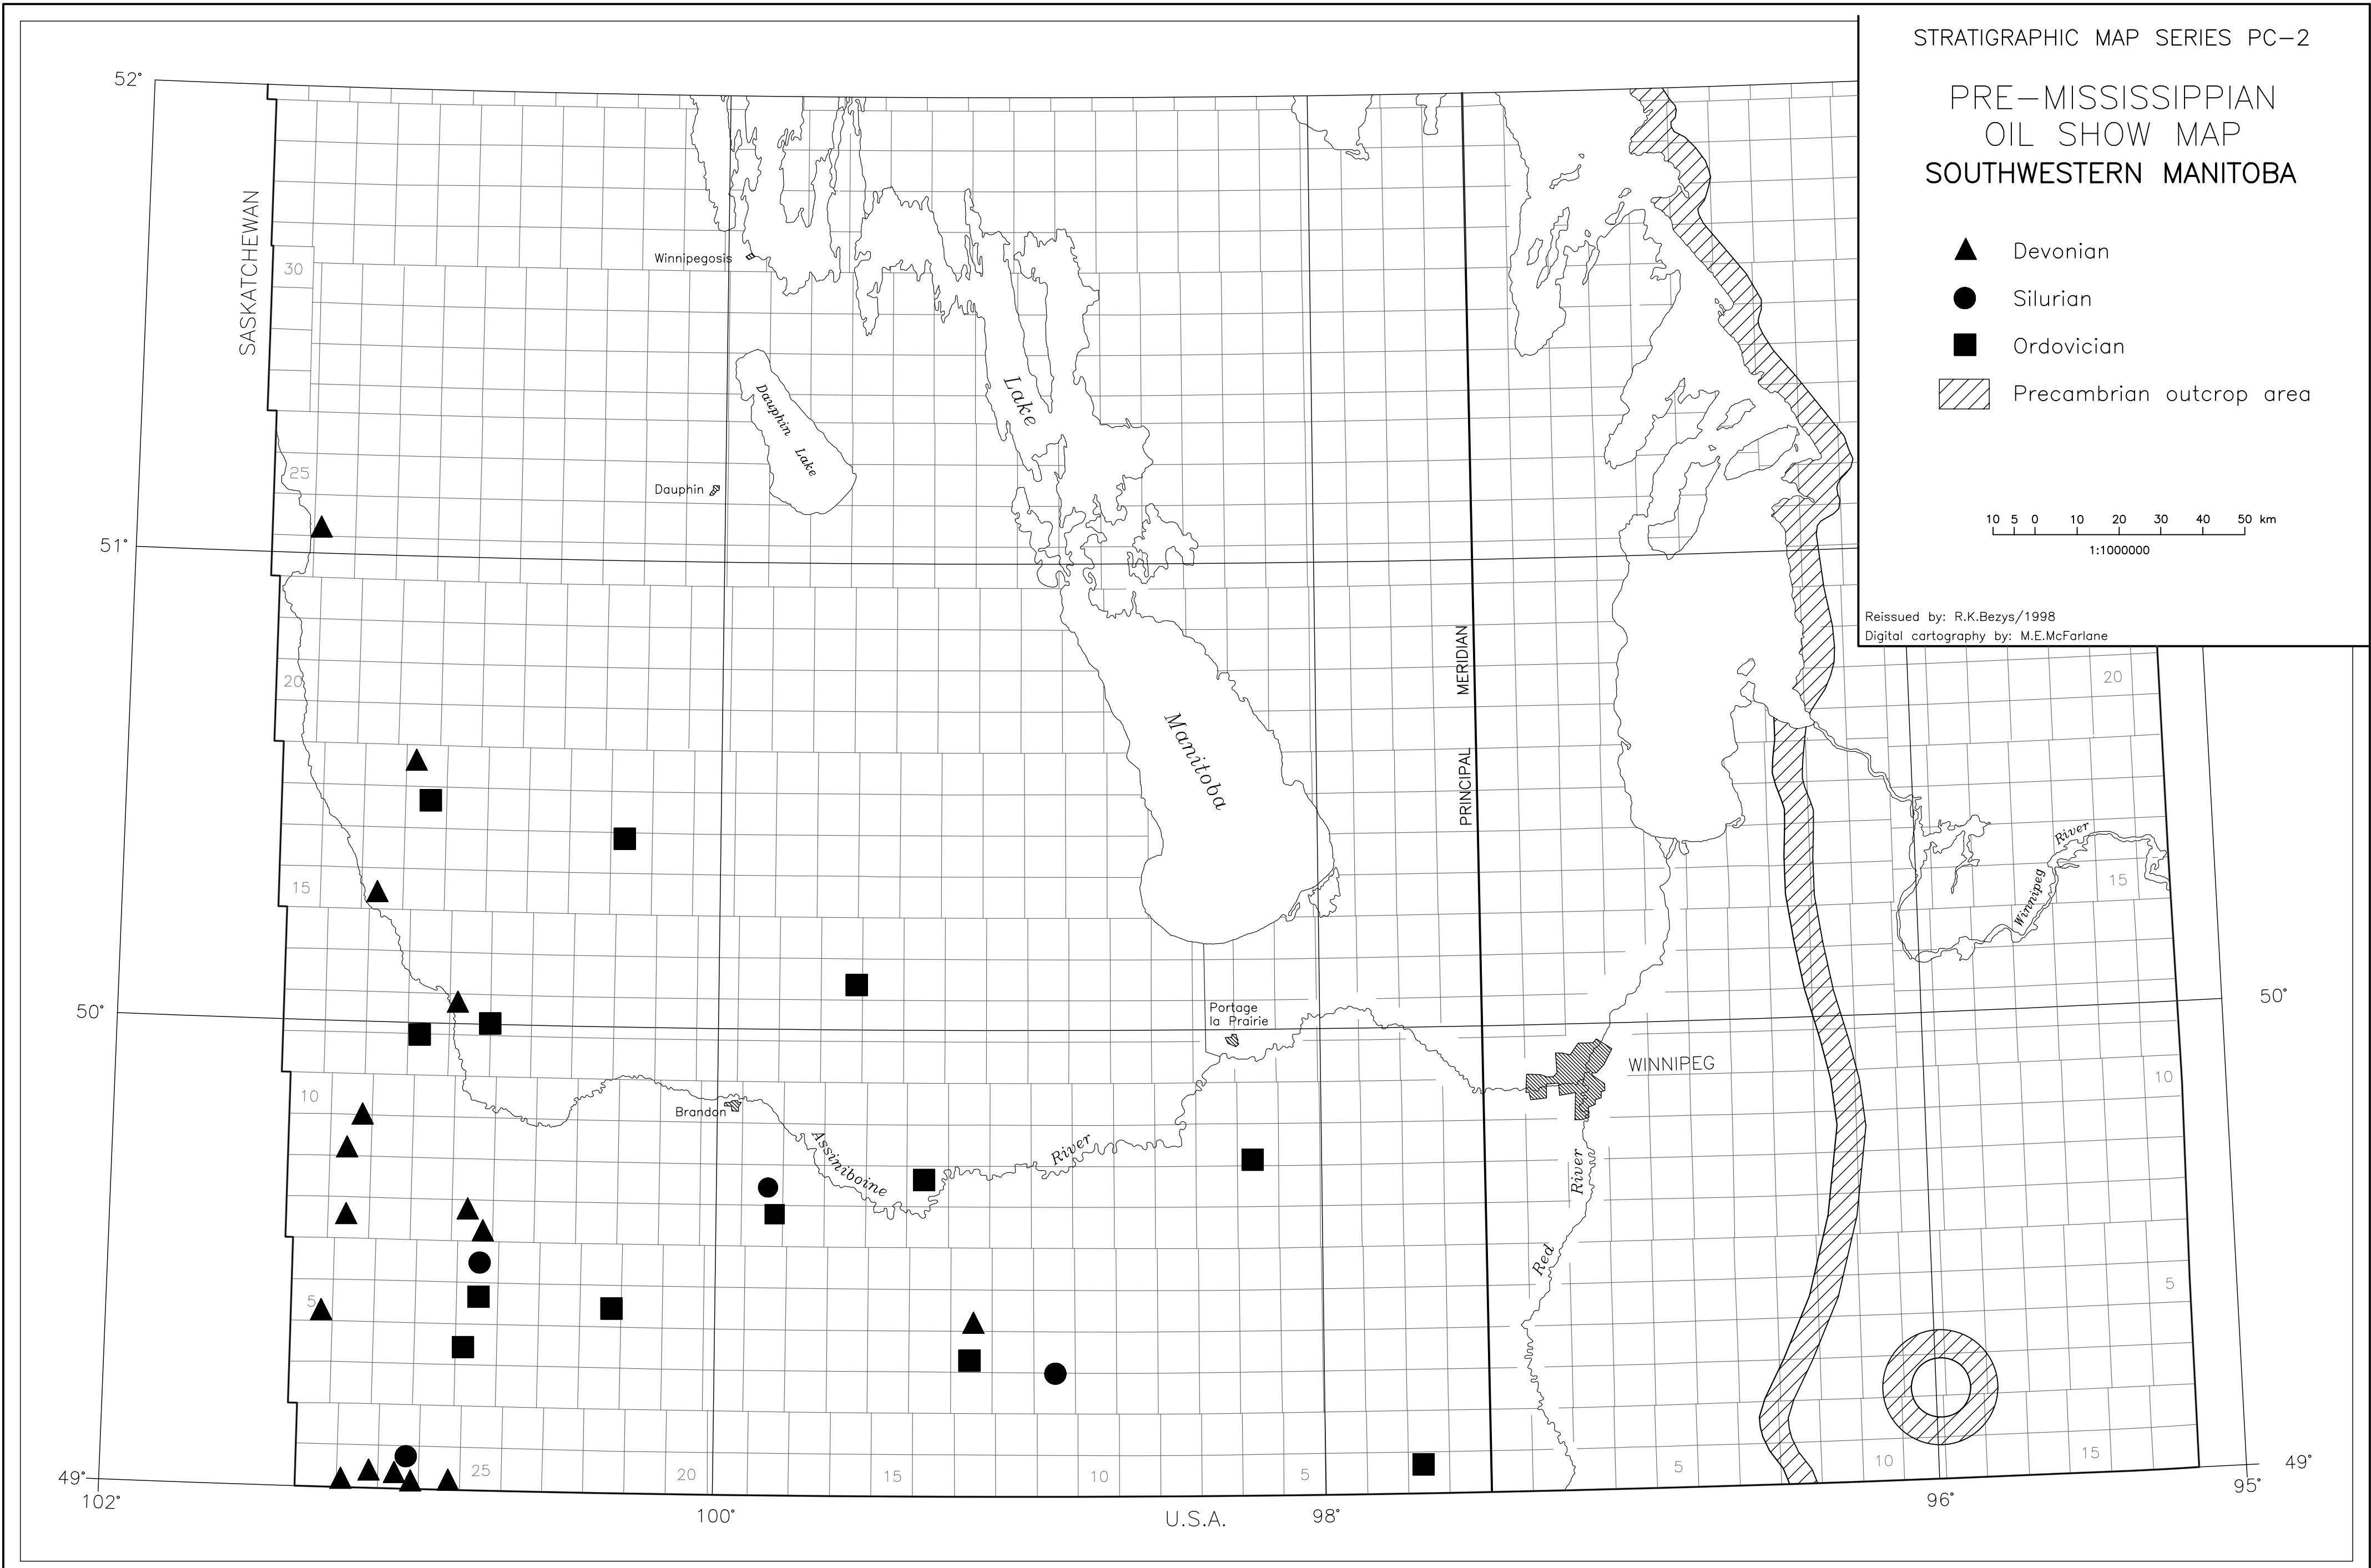 STRATIGRAPHIC MAP SERIES PC-2
PRE-MISSISSIPPIAN
OIL SHOW MAP
SOUTHWESTERN MANITOBA
Devonian
Silurian
Ordovician
Precambrian outcrop area
10 5 0 10 20 30 40 50 km
1:1000000
Reissued by: R.K.Bezys/1998
Digital cartography by: M.E.McFarlane
52°
SASKATCHEWAN
30
Winnipegosis
Dauphin
Lake
Lake
25
Dauphin
51°
MERIDIAN
20
20
Manitoba
PRINCIPAL
River
Winnipeg
15
15
50°
50°
Portage
la Prairie
WINNIPEG
10
10
Brandon
Assiniboine
River
River
Red
5
5
25
20
15
10
5
5
10
15
49°
49°
102°
100°
U.S.A.
98°
96°
95°